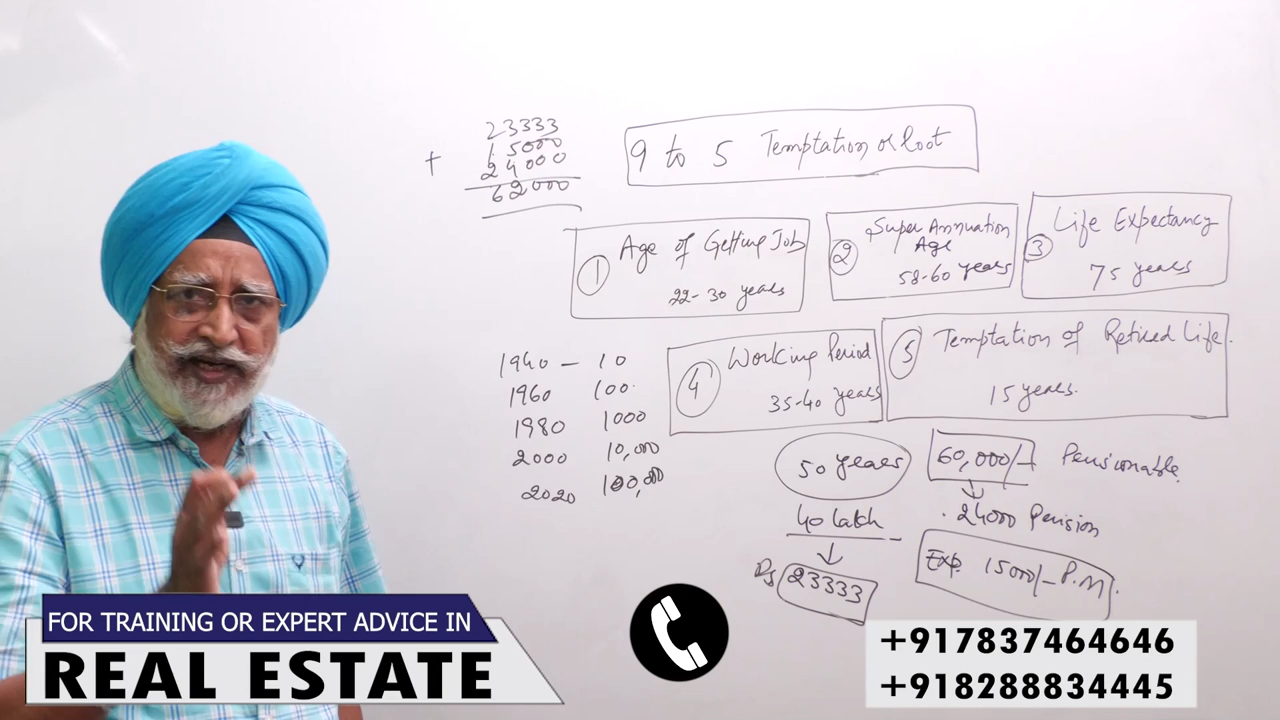 23333
+ 15000
24000
62000
9 to 5 Temptation or loot
1 Age of Getting Job
22-30 years
2 Super Annuation
Age
58-60 years
3 Life Expectancy
75 years
1940 - 10
1960 100
1980 1000
2000 10,000
2020 100,000
4 Working Period
35-40 years
5 Temptation of Retired Life.
15 years.
50 years
40 lakh
Rs 23333
60,000/- Pensionable
24000 Pension
Exp. 15000/- P.M.
FOR TRAINING OR EXPERT ADVICE IN
REAL ESTATE
+917837464646
+918288834445